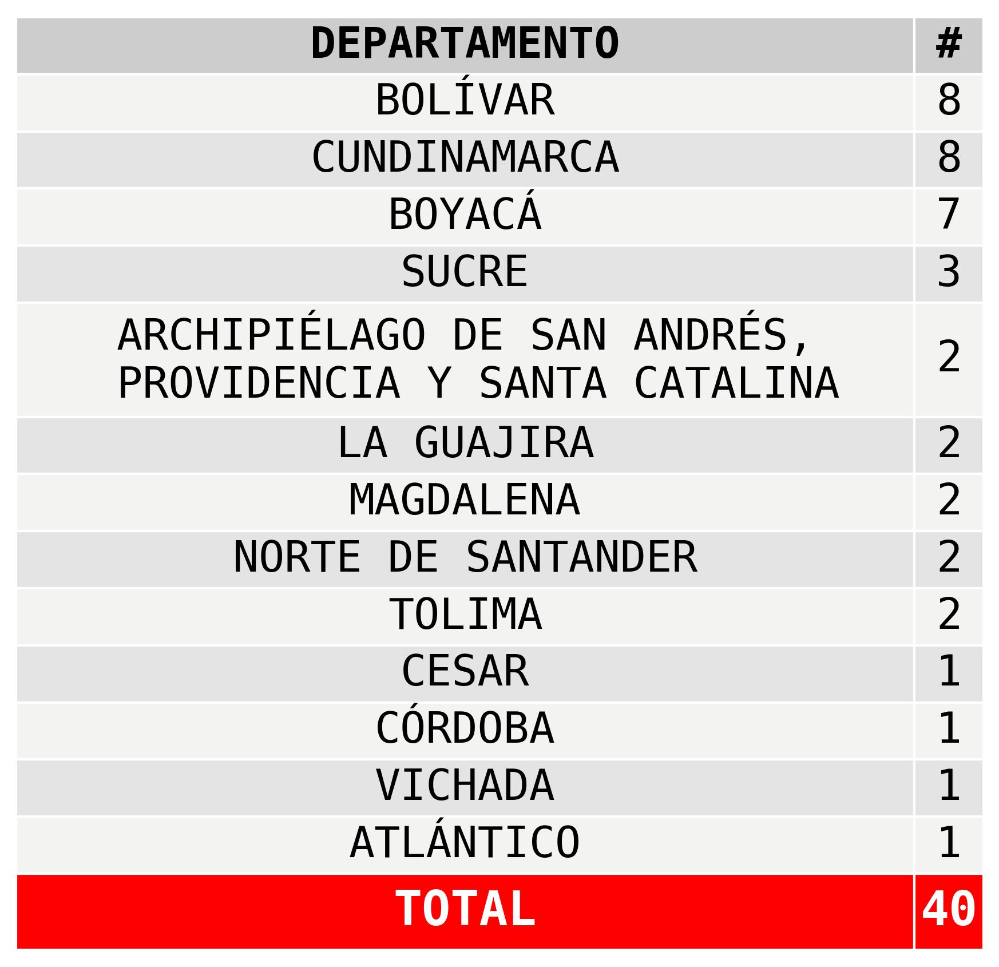 DEPARTAMENTO #
BOLÍVAR 8
CUNDINAMARCA 8
BOYACÁ 7
SUCRE 3
ARCHIPIÉLAGO DE SAN ANDRÉS,
PROVIDENCIA Y SANTA CATALINA 2
LA GUAJIRA 2
MAGDALENA 2
NORTE DE SANTANDER 2
TOLIMA 2
CESAR 1
CÓRDOBA 1
VICHADA 1
ATLÁNTICO 1
TOTAL 40